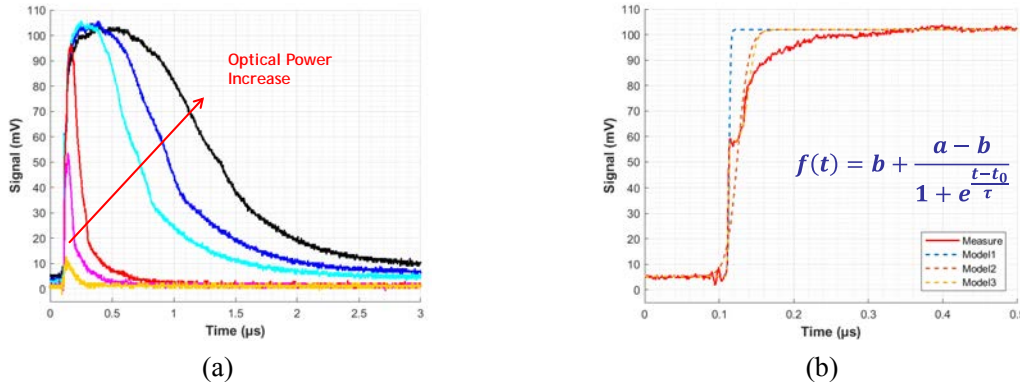 110
100
90
80
70
60
50
40
30
20
10
0
Signal (mV)
Optical Power
Increase
0 0.5 1 1.5 2 2.5 3
Time (µs)
(a)
110
100
90
80
70
60
50
40
30
20
10
0
Signal (mV)
f(t) = b + (a − b) / (1 + e^((t−t₀)/τ))
Measure
Model1
Model2
Model3
0 0.1 0.2 0.3 0.4 0.5
Time (µs)
(b)